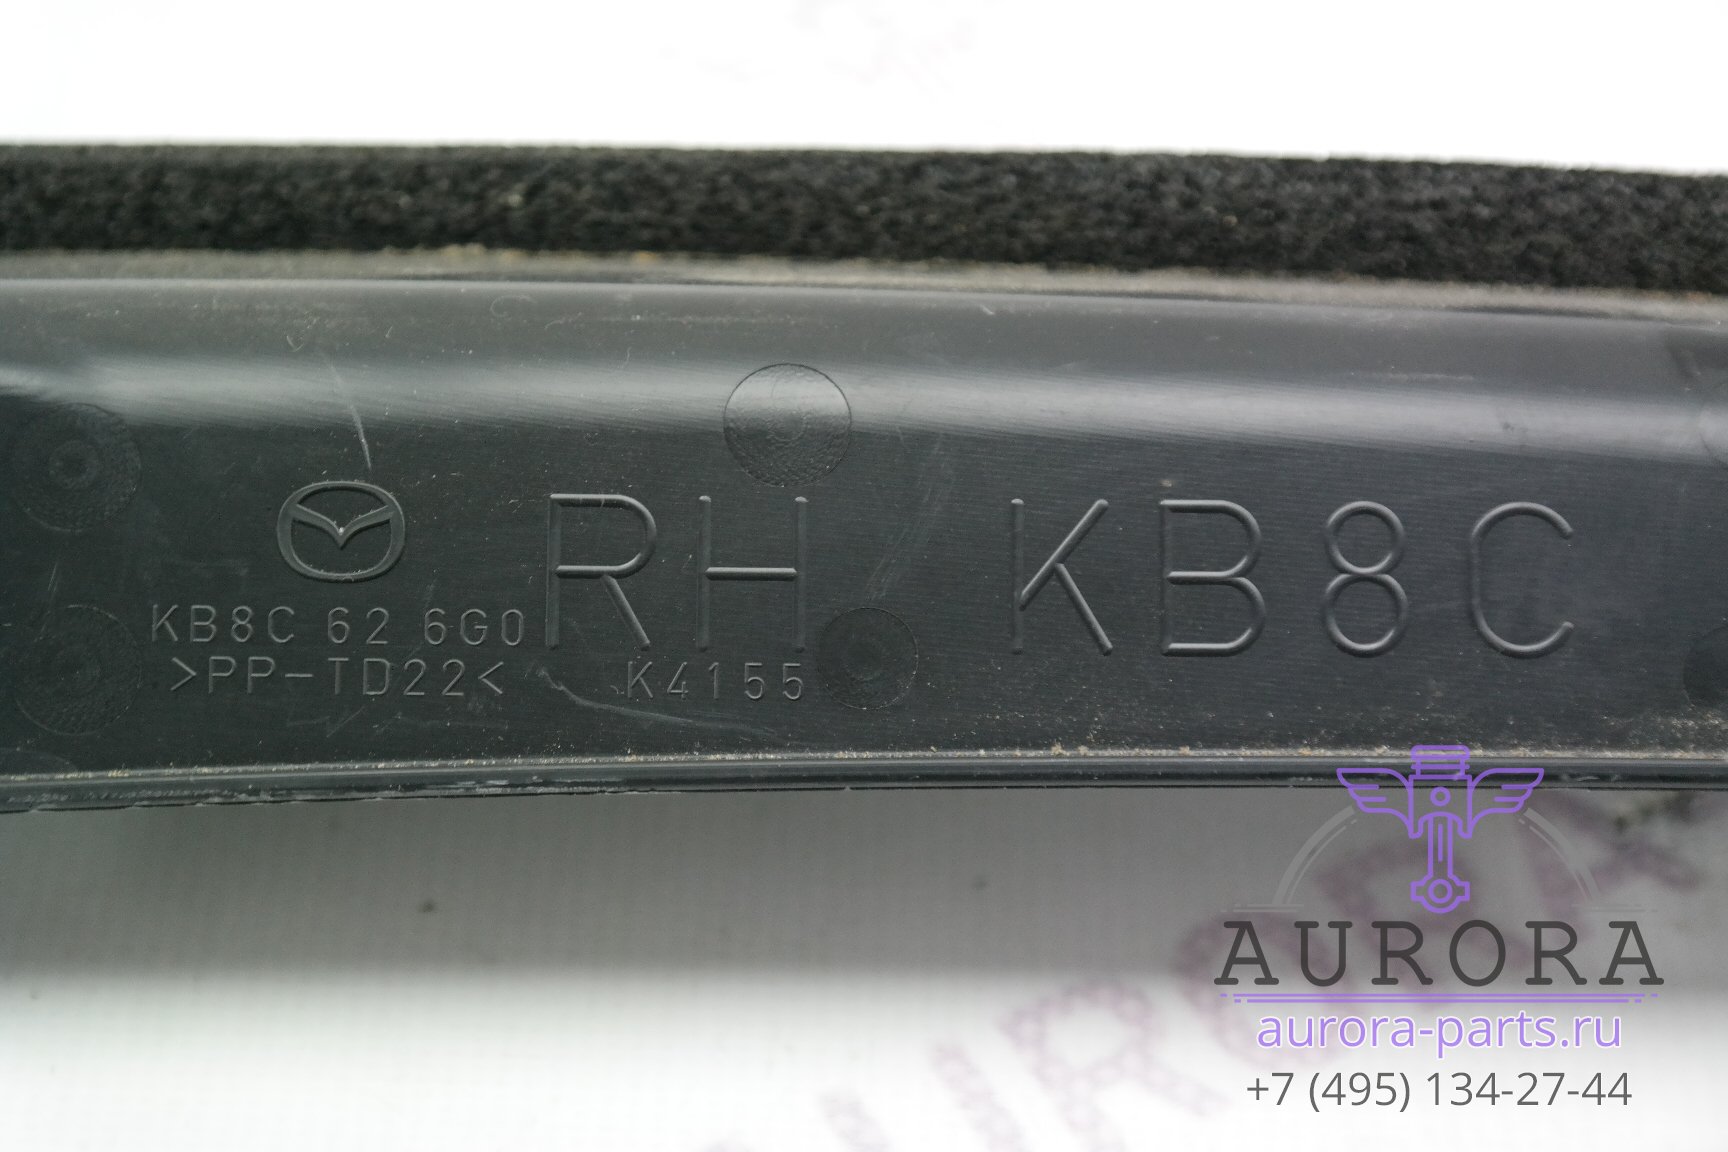 RH KB8C
KB8C 62 6G0
>PP-TD22< K4155
AURORA
aurora-parts.ru
+7 (495) 134-27-44